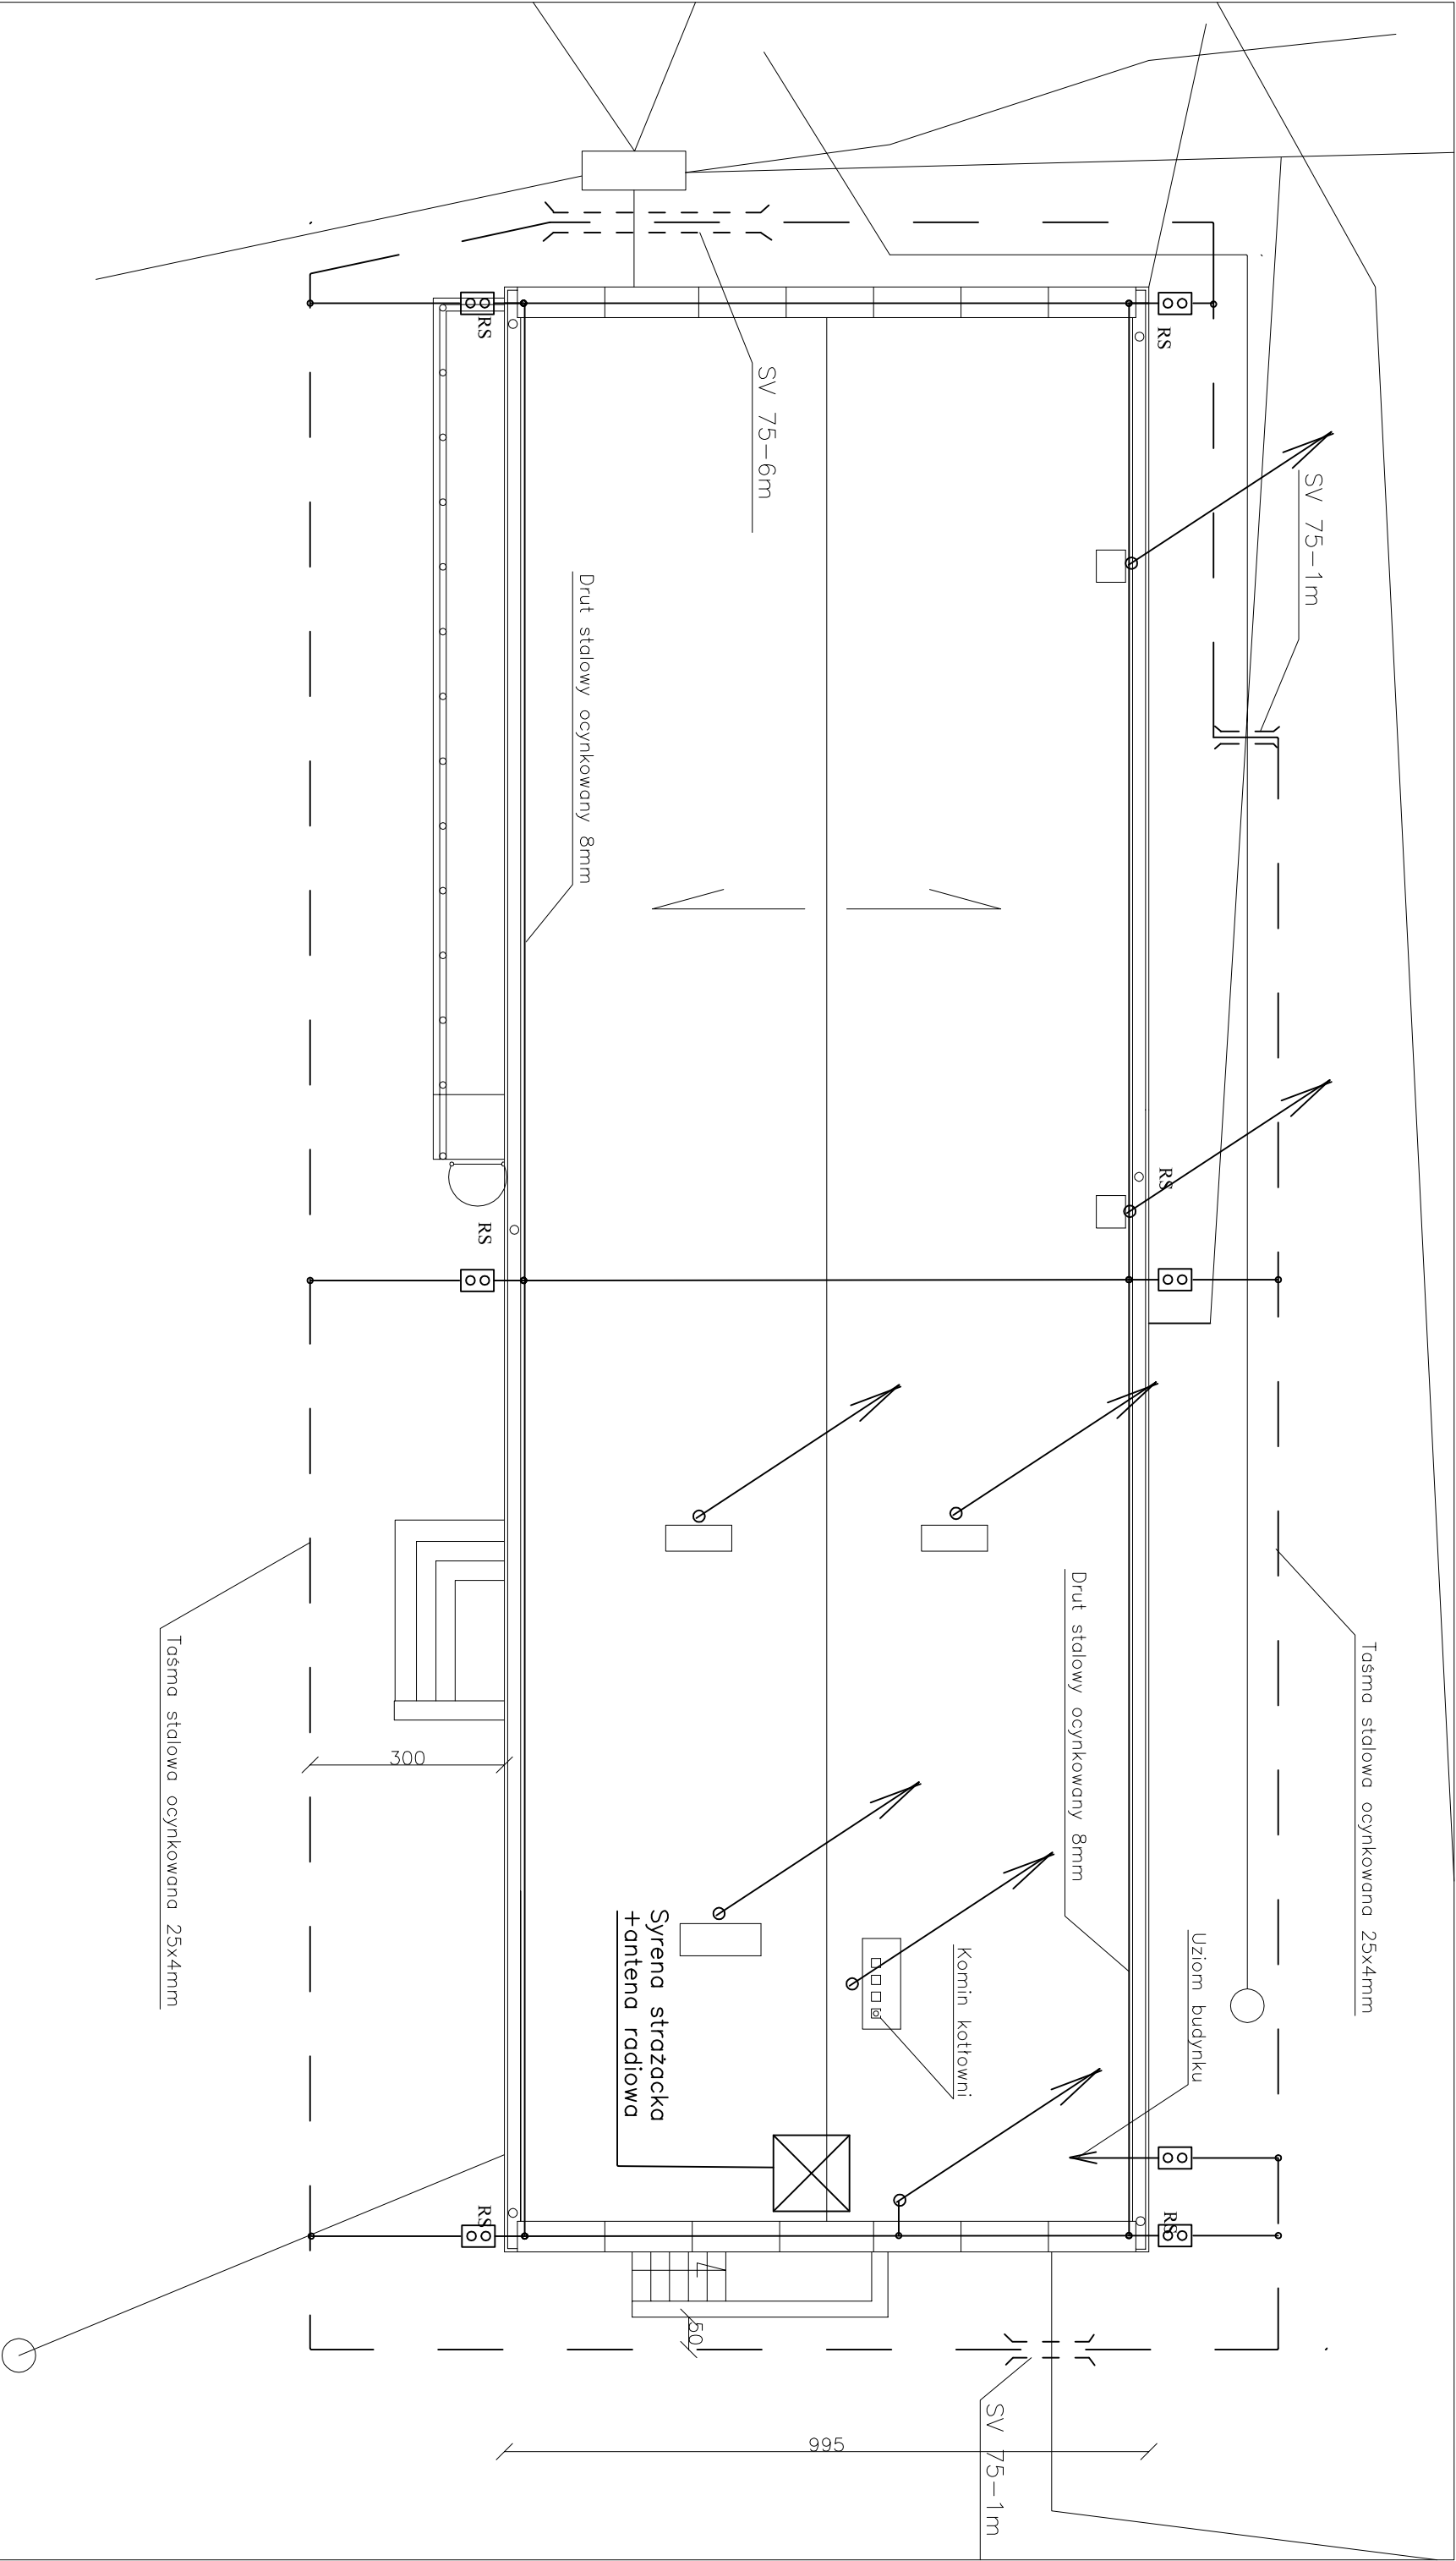 RS
RS
SV 75-6m
SV 75-1m
Drut stalowy ocynkowany 8mm
RS
RS
Drut stalowy ocynkowany 8mm
Taśma stalowa ocynkowana 25x4mm
Taśma stalowa ocynkowana 25x4mm
300
Syrena strażacka
+antena radiowa
Komin kotłowni
Uziom budynku
RS
RS
50
995
SV 75-1m